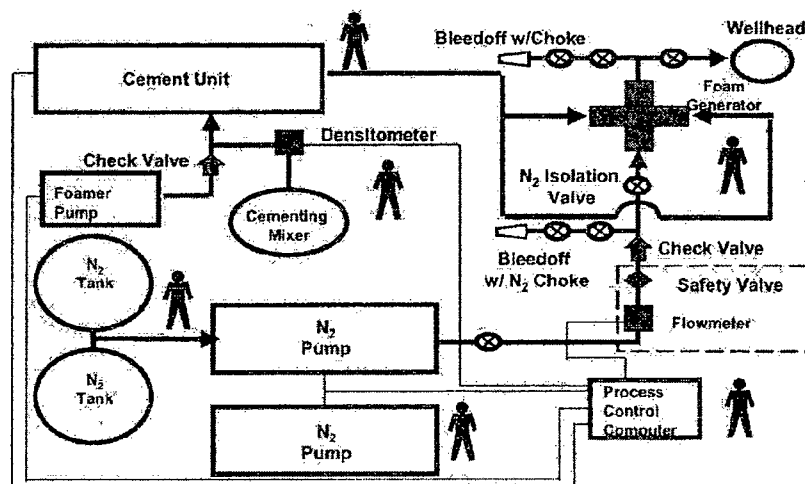 Bleedoff w/Choke
Wellhead
Cement Unit
Foam
Generator
Densitometer
Check Valve
N2 Isolation
Valve
Foamer
Pump
Cementing
Mixer
N2
Tank
Bleedoff
w/ N2 Choke
Check Valve
Safety Valve
N2
Pump
Flowmeter
N2
Tank
N2
Pump
Process
Control
Computer